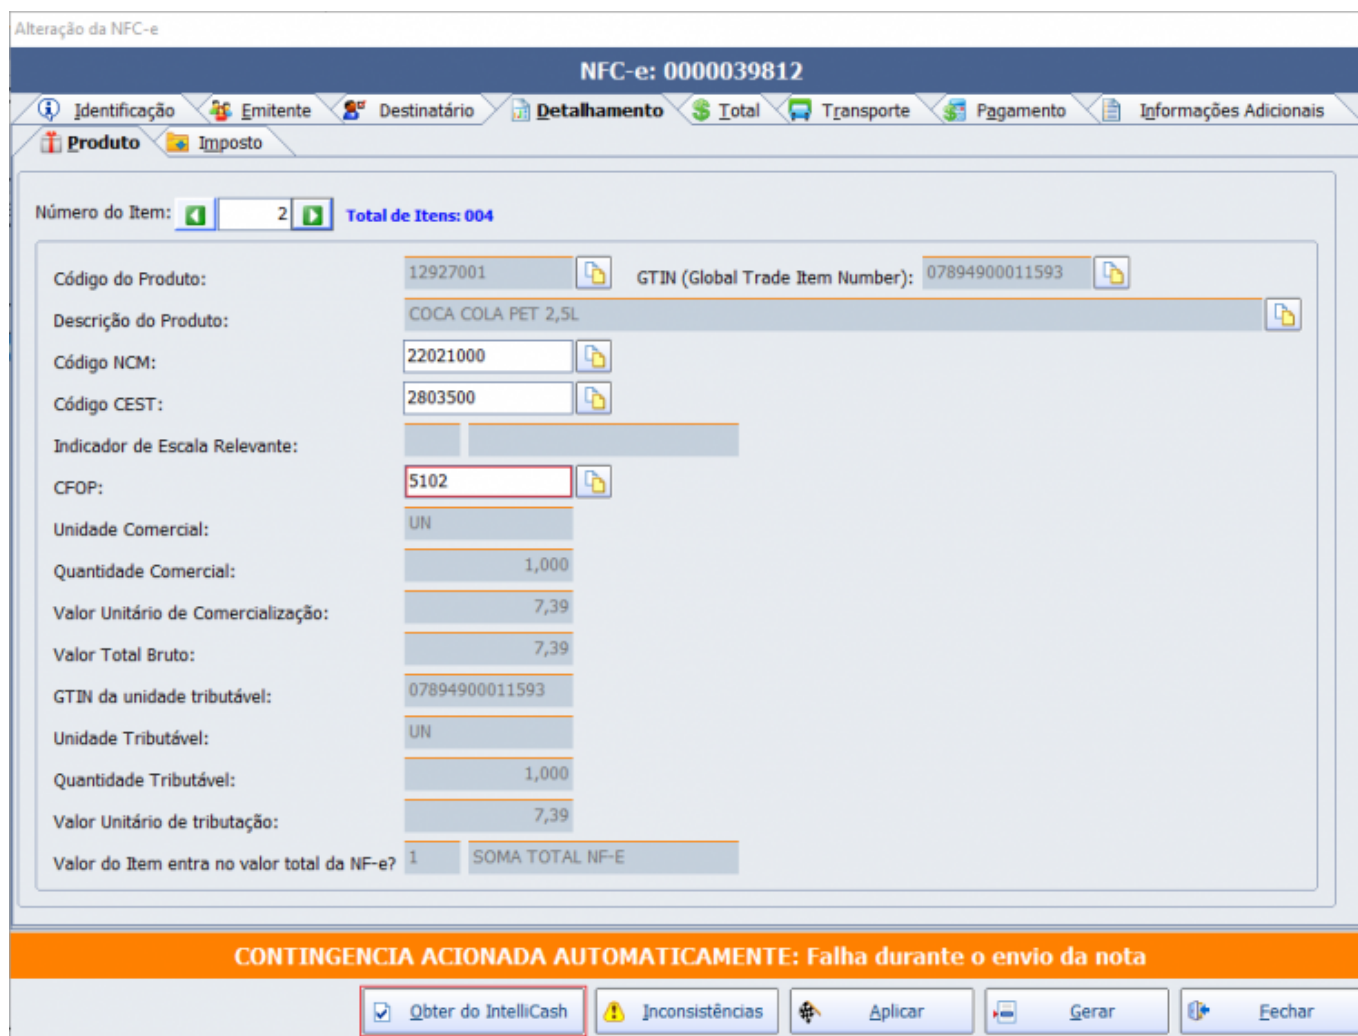 Alteração da NFC-e
NFC-e: 0000039812
Identificação Emitente Destinatário Detalhamento Total Transporte Pagamento Informações Adicionais
Produto Imposto
Número do Item: 2 Total de Itens: 004
Código do Produto: 12927001 GTIN (Global Trade Item Number): 07894900011593
Descrição do Produto: COCA COLA PET 2,5L
Código NCM: 22021000
Código CEST: 2803500
Indicador de Escala Relevante:
CFOP: 5102
Unidade Comercial: UN
Quantidade Comercial: 1,000
Valor Unitário de Comercialização: 7,39
Valor Total Bruto: 7,39
GTIN da unidade tributável: 07894900011593
Unidade Tributável: UN
Quantidade Tributável: 1,000
Valor Unitário de tributação: 7,39
Valor do Item entra no valor total da NF-e? 1 SOMA TOTAL NF-E
CONTINGENCIA ACIONADA AUTOMATICAMENTE: Falha durante o envio da nota
Obter do IntelliCash Inconsistências Aplicar Gerar Fechar